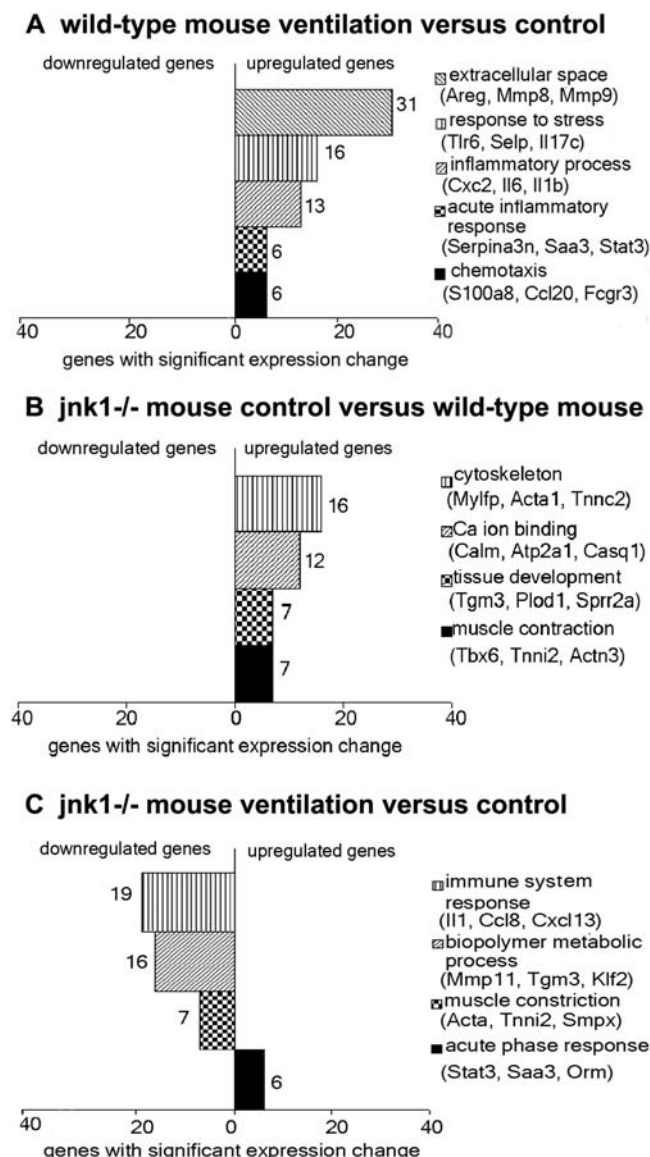 A wild-type mouse ventilation versus control
downregulated genes
upregulated genes
31
16
13
6
6
extracellular space
(Areg, Mmp8, Mmp9)
response to stress
(Tlr6, Selp, Il17c)
inflammatory process
(Cxc2, Il6, Il1b)
acute inflammatory
response
(Serpina3n, Saa3, Stat3)
chemotaxis
(S100a8, Ccl20, Fcgr3)
40 20 0 20 40
genes with significant expression change
B jnk1-/- mouse control versus wild-type mouse
downregulated genes
upregulated genes
16
12
7
7
cytoskeleton
(Mylfp, Acta1, Tnnc2)
Ca ion binding
(Calm, Atp2a1, Casq1)
tissue development
(Tgm3, Plod1, Sprr2a)
muscle contraction
(Tbx6, Tnni2, Actn3)
40 20 0 20 40
genes with significant expression change
C jnk1-/- mouse ventilation versus control
downregulated genes
upregulated genes
19
16
7
6
immune system
response
(Il1, Ccl8, Cxcl13)
biopolymer metabolic
process
(Mmp11, Tgm3, Klf2)
muscle constriction
(Acta, Tnni2, Smpx)
acute phase response
(Stat3, Saa3, Orm)
40 20 0 20 40
genes with significant expression change